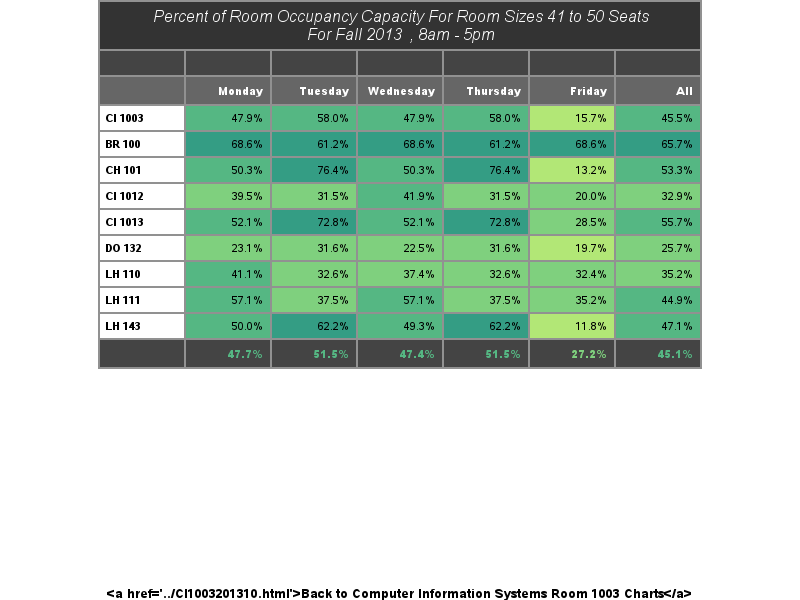 Percent of Room Occupancy Capacity For Room Sizes 41 to 50 Seats
For Fall 2013 , 8am - 5pm
Monday Tuesday Wednesday Thursday Friday All
CI 1003 47.9% 58.0% 47.9% 58.0% 15.7% 45.5%
BR 100 68.6% 61.2% 68.6% 61.2% 68.6% 65.7%
CH 101 50.3% 76.4% 50.3% 76.4% 13.2% 53.3%
CI 1012 39.5% 31.5% 41.9% 31.5% 20.0% 32.9%
CI 1013 52.1% 72.8% 52.1% 72.8% 28.5% 55.7%
DO 132 23.1% 31.6% 22.5% 31.6% 19.7% 25.7%
LH 110 41.1% 32.6% 37.4% 32.6% 32.4% 35.2%
LH 111 57.1% 37.5% 57.1% 37.5% 35.2% 44.9%
LH 143 50.0% 62.2% 49.3% 62.2% 11.8% 47.1%
47.7% 51.5% 47.4% 51.5% 27.2% 45.1%
&lt;a href='../CI1003201310.html'&gt;Back to Computer Information Systems Room 1003 Charts&lt;/a&gt;